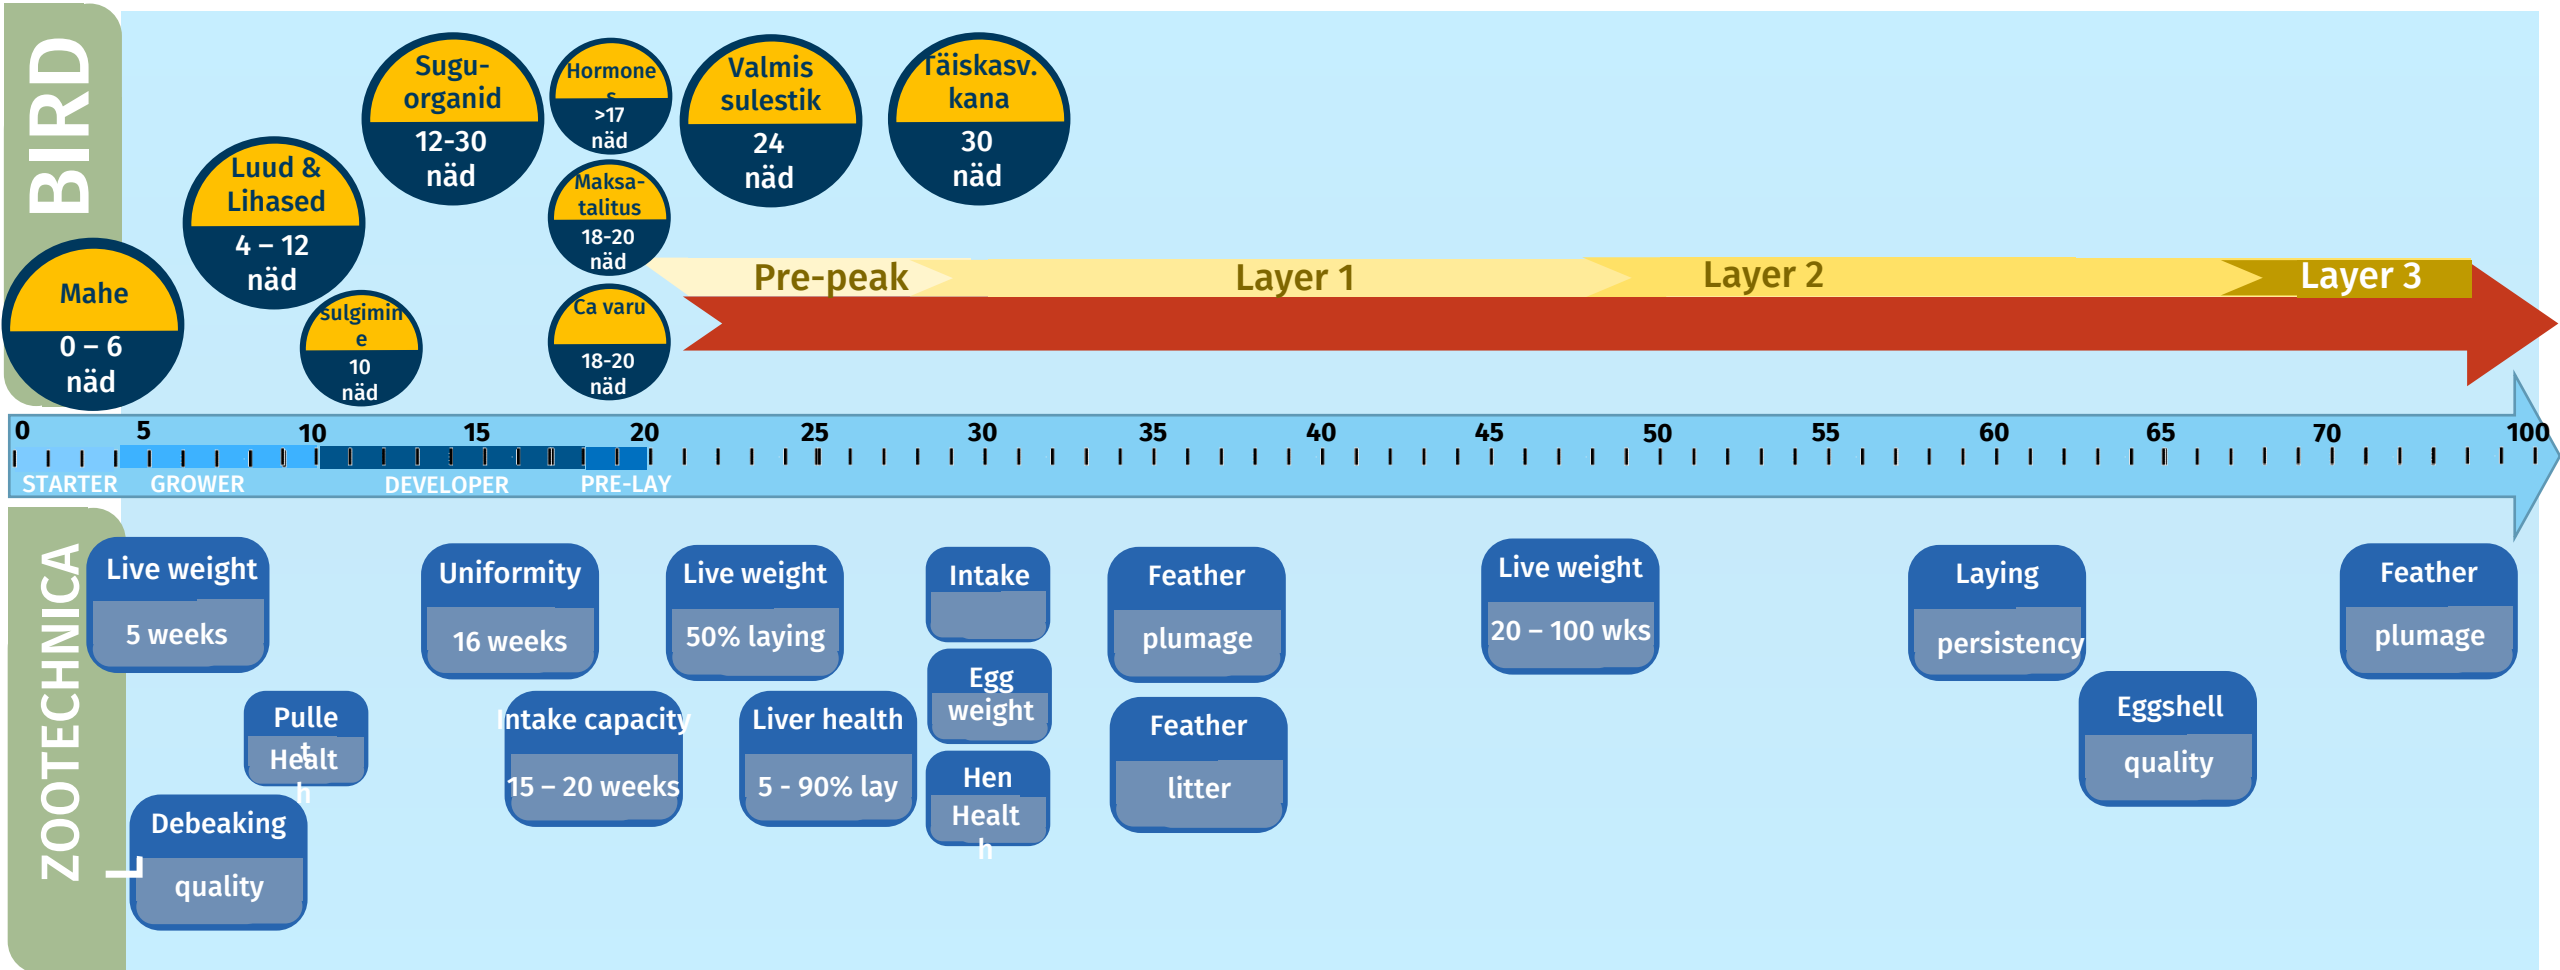 BIRD
Sugu-
organid
12-30
näd
Hormone
s
>17
näd
Valmis
sulestik
24
näd
Täiskasv.
kana
30
näd
Luud &
Lihased
4 – 12
näd
Maksa-
talitus
18-20
näd
Mahe
0 – 6
näd
sulgimin
e
10
näd
Ca varu
18-20
näd
Pre-peak
Layer 1
Layer 2
Layer 3
0 5 10 15 20 25 30 35 40 45 50 55 60 65 70 100
STARTER GROWER DEVELOPER PRE-LAY
ZOOTECHNICA
L
Live weight
5 weeks
Uniformity
16 weeks
Live weight
50% laying
Intake
Feather
plumage
Live weight
20 – 100 wks
Laying
persistency
Feather
plumage
Egg
weight
Pulle
t
Healt
h
Intake capacity
15 – 20 weeks
Liver health
5 - 90% lay
Hen
Healt
h
Feather
litter
Eggshell
quality
Debeaking
quality